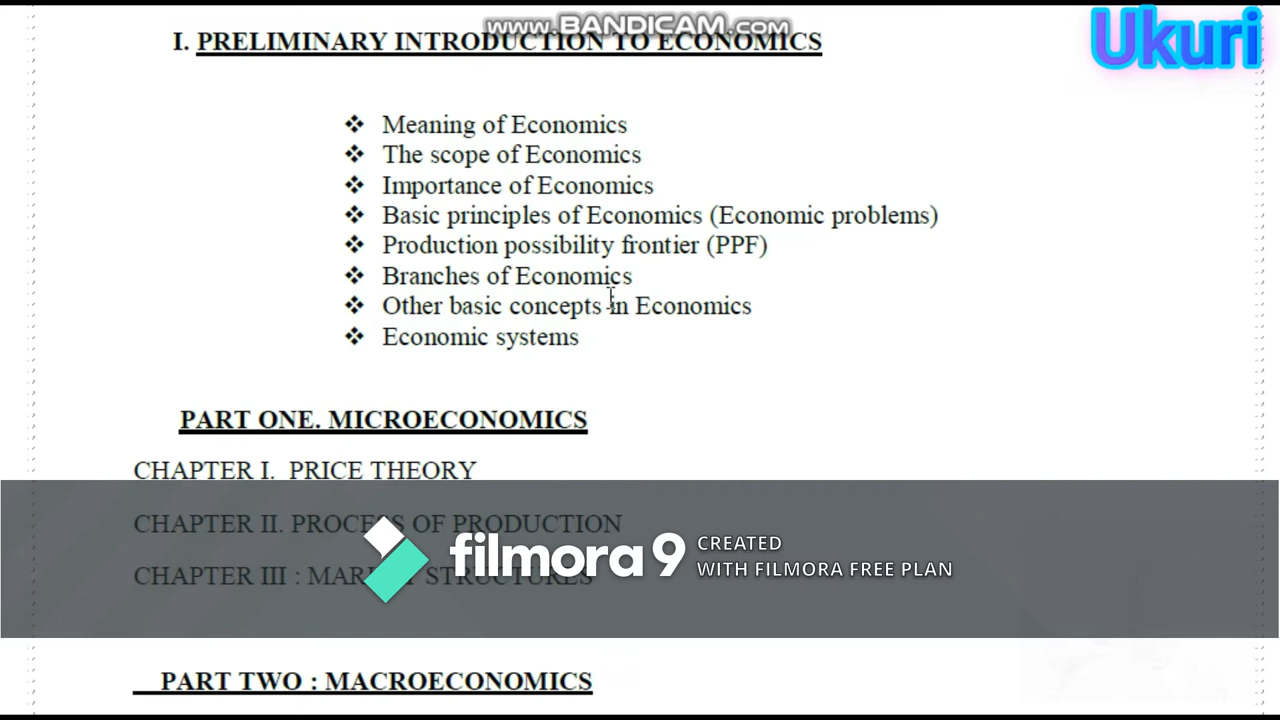 www.BANDICAM.com
Ukuri
I. PRELIMINARY INTRODUCTION TO ECONOMICS
❖ Meaning of Economics
❖ The scope of Economics
❖ Importance of Economics
❖ Basic principles of Economics (Economic problems)
❖ Production possibility frontier (PPF)
❖ Branches of Economics
❖ Other basic concepts in Economics
❖ Economic systems
PART ONE. MICROECONOMICS
CHAPTER I. PRICE THEORY
CHAPTER II. PROCESS OF PRODUCTION
CHAPTER III : MARKET STRUCTURES
filmora 9
CREATED
WITH FILMORA FREE PLAN
PART TWO : MACROECONOMICS